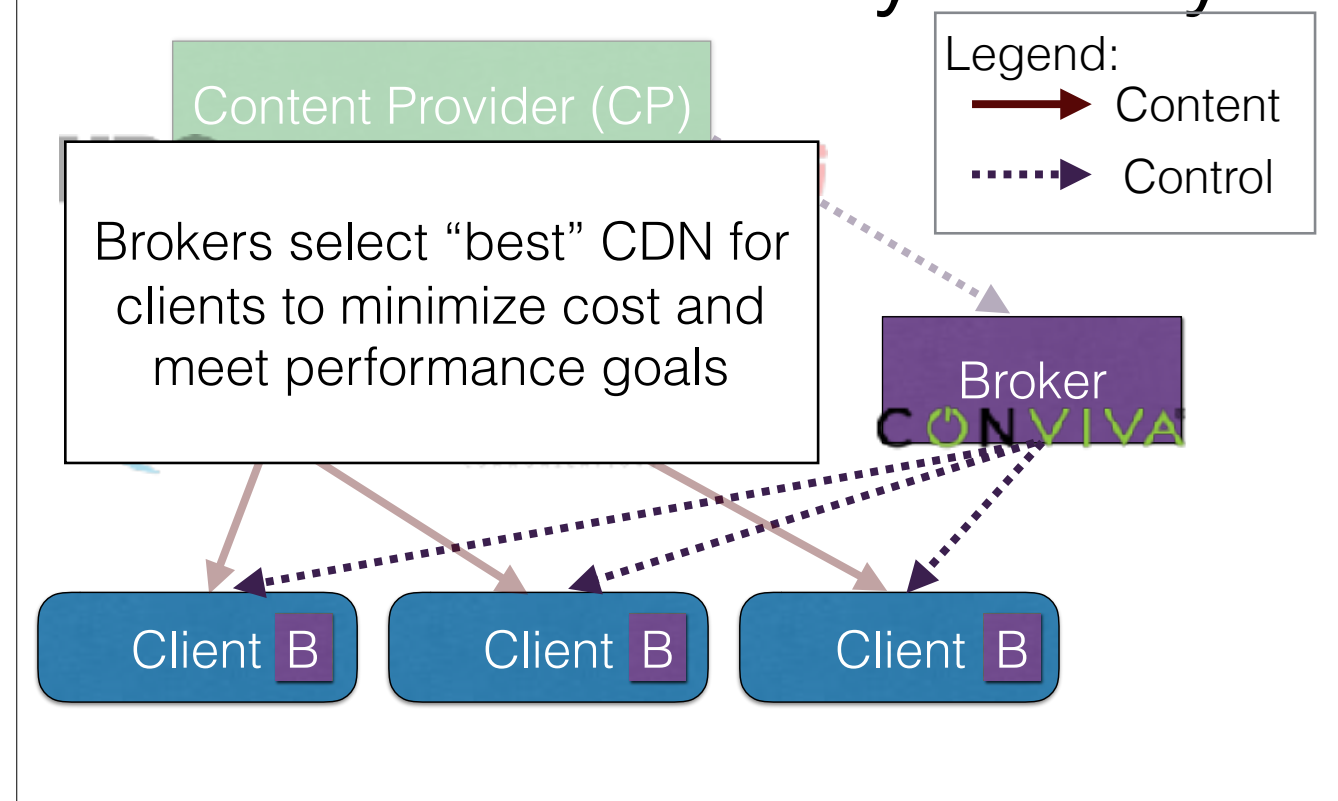 Legend:
Content
Control
Content Provider (CP)
Brokers select “best” CDN for
clients to minimize cost and
meet performance goals
Broker
CONVIVA
Client B
Client B
Client B